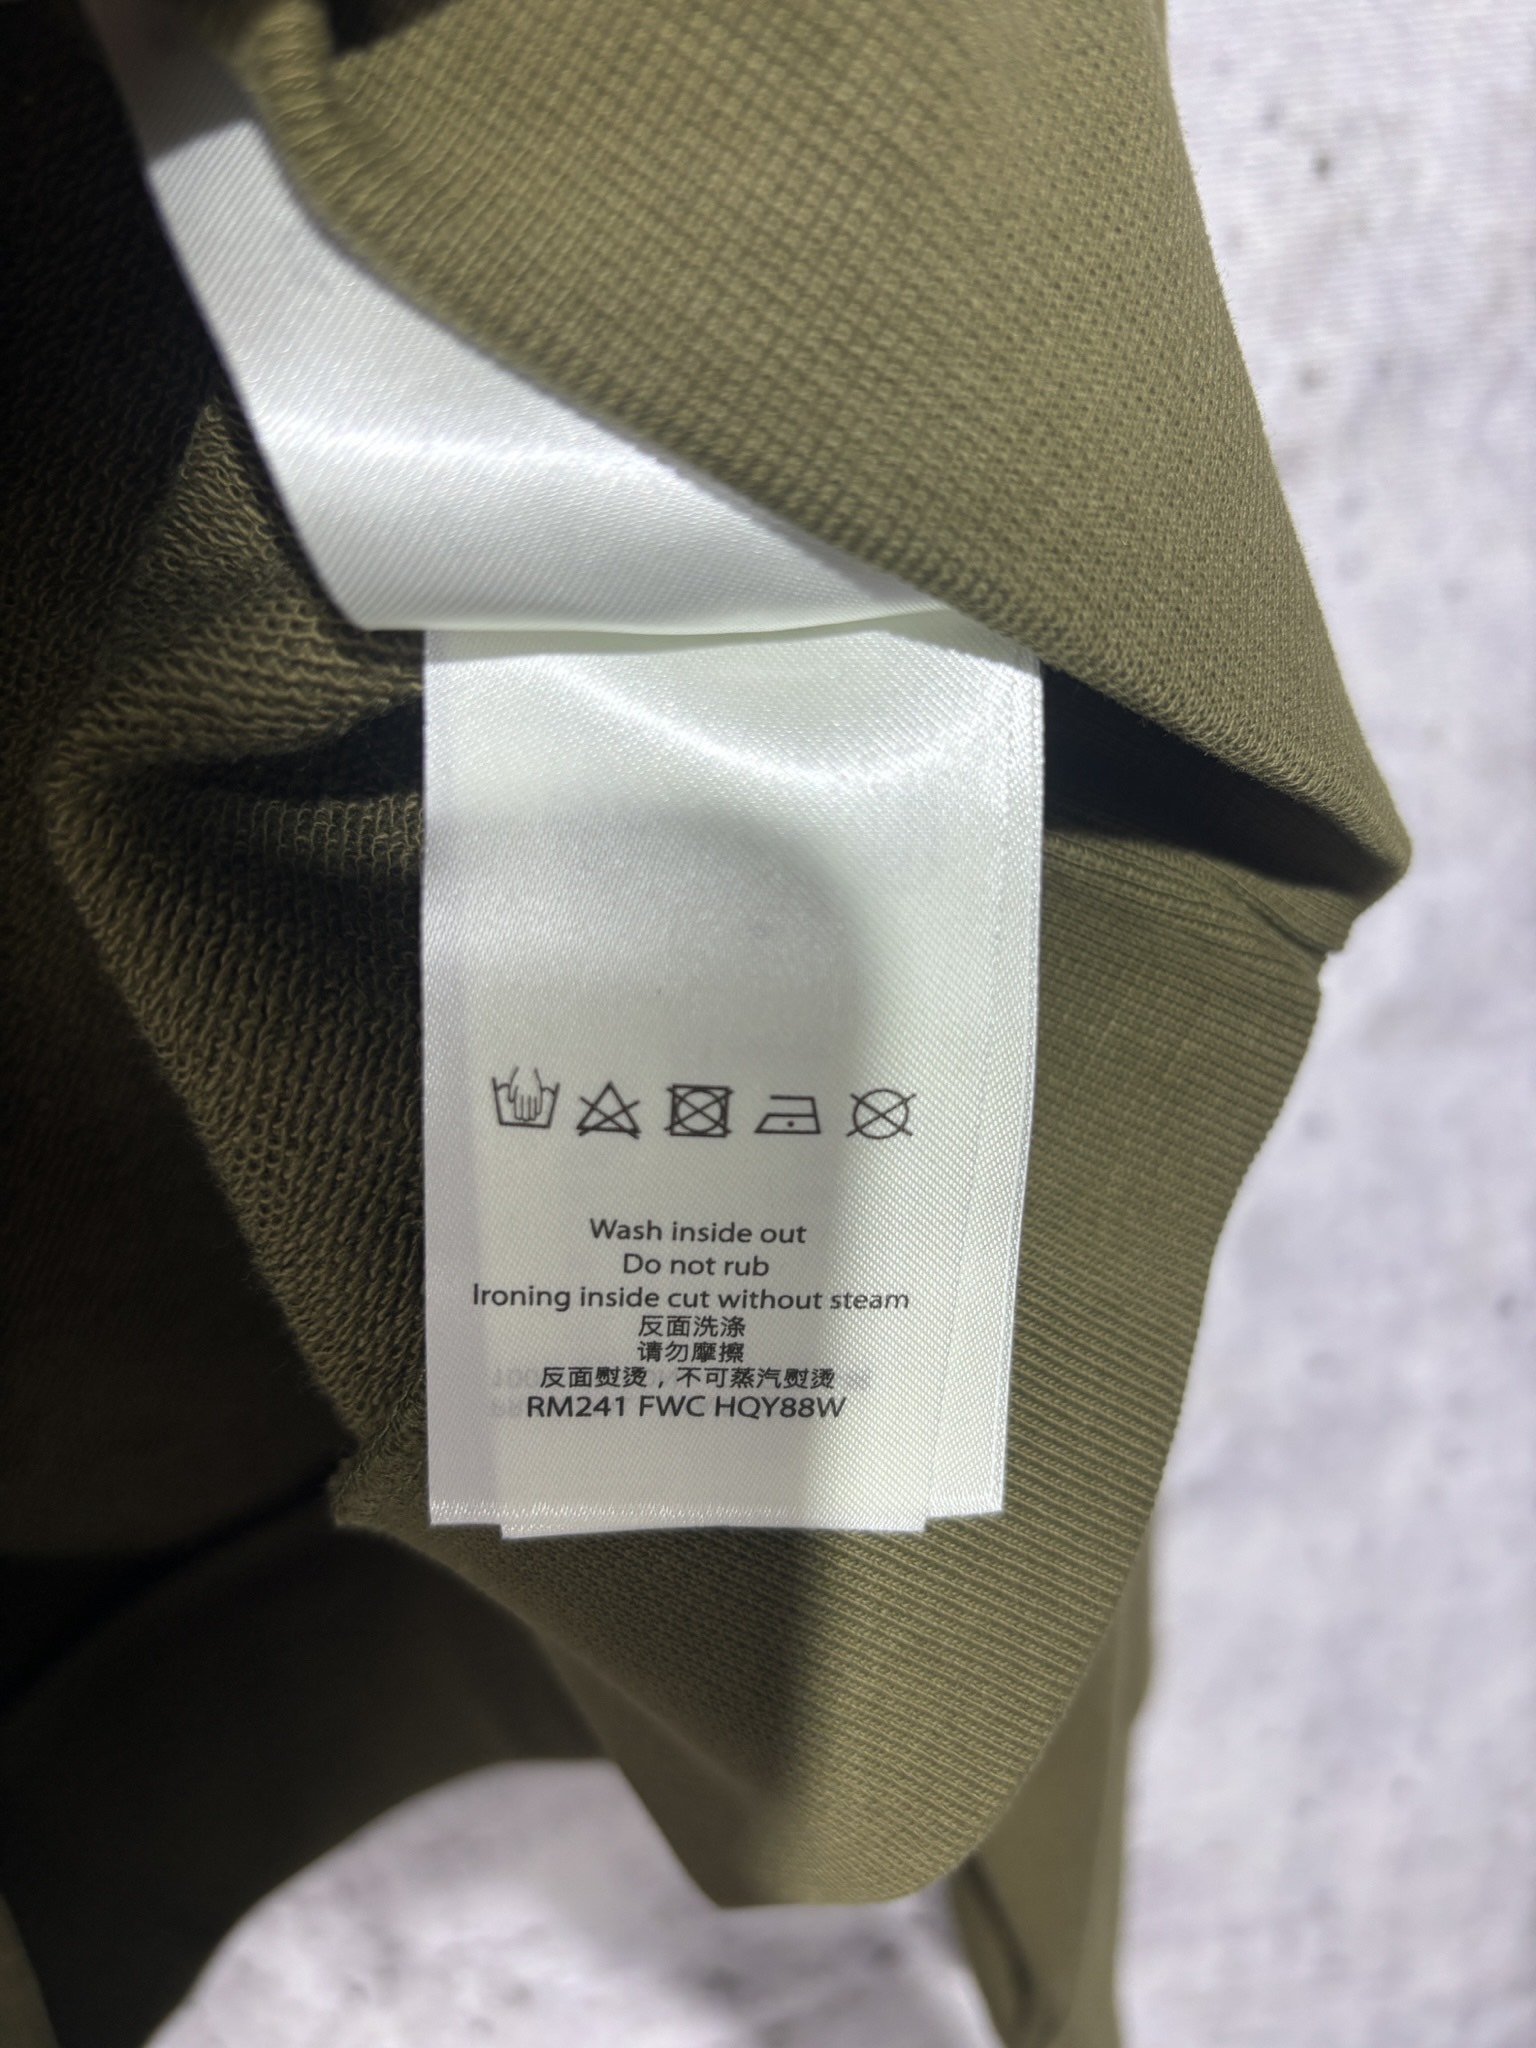 Wash inside out
Do not rub
Ironing inside cut without steam
反面洗涤
请勿摩擦
反面熨烫，不可蒸汽熨烫
RM241 FWC HQY88W